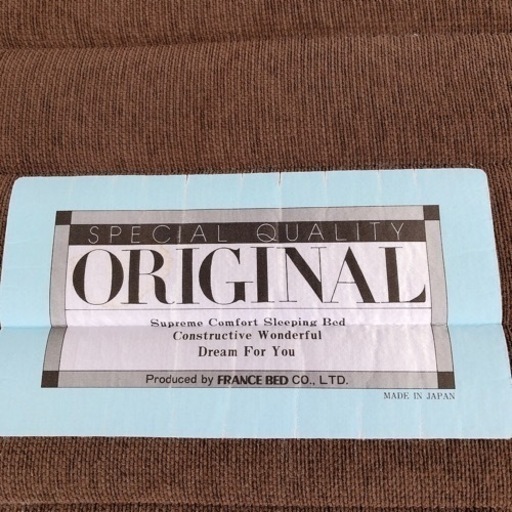 SPECIAL QUALITY
ORIGINAL
Supreme Comfort Sleeping Bed
Constructive Wonderful
Dream For You
Produced by FRANCE BED CO., LTD.
MADE IN JAPAN